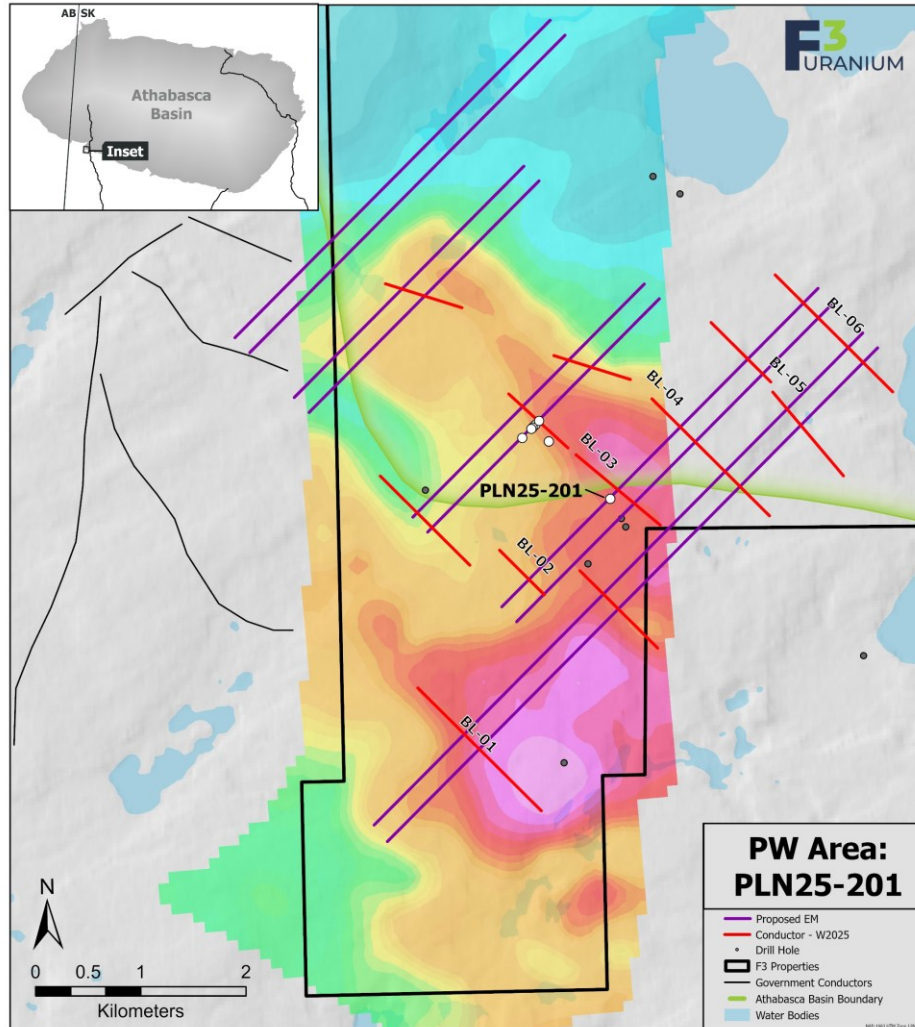 AB SK
Athabasca
Basin
Inset
F3
URANIUM
BL-06
BL-05
BL-04
BL-03
PLN25-201
BL-02
BL-01
N
0 0.5 1 2
Kilometers
PW Area:
PLN25-201
Proposed EM
Conductor - W2025
Drill Hole
F3 Properties
Government Conductors
Athabasca Basin Boundary
Water Bodies